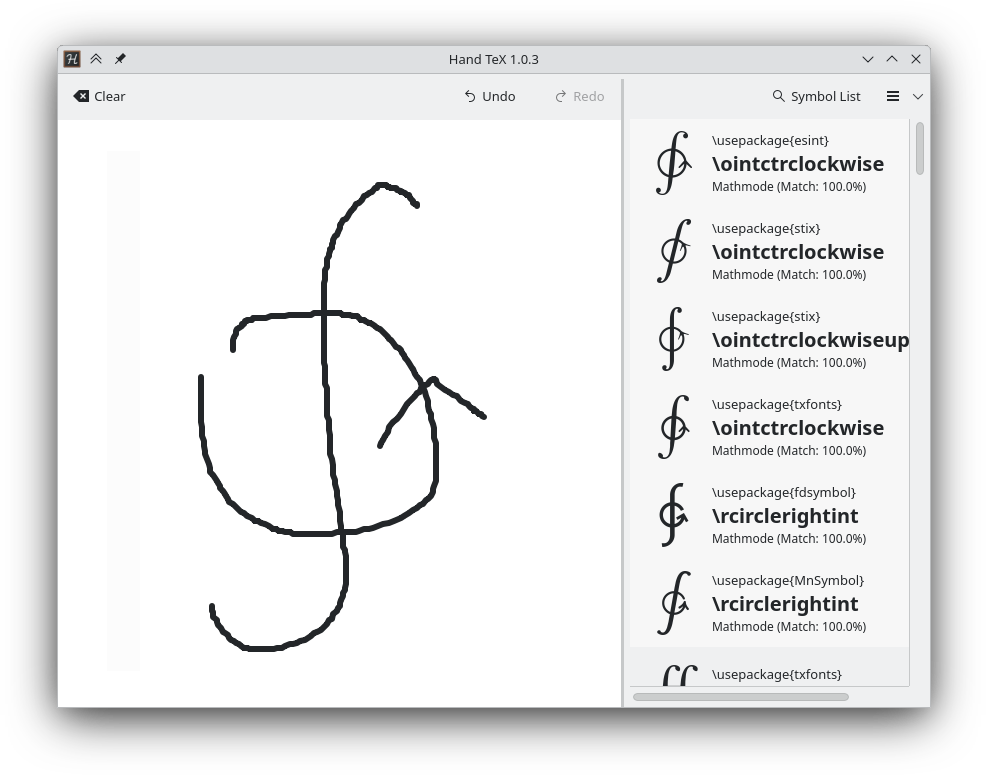 Hand TeX 1.0.3
Clear Undo Redo Symbol List
\usepackage{esint}
\ointctrclockwise
Mathmode (Match: 100.0%)
\usepackage{stix}
\ointctrclockwise
Mathmode (Match: 100.0%)
\usepackage{stix}
\ointctrclockwiseup
Mathmode (Match: 100.0%)
\usepackage{txfonts}
\ointctrclockwise
Mathmode (Match: 100.0%)
\usepackage{fdsymbol}
\rcirclerightint
Mathmode (Match: 100.0%)
\usepackage{MnSymbol}
\rcirclerightint
Mathmode (Match: 100.0%)
\usepackage{txfonts}